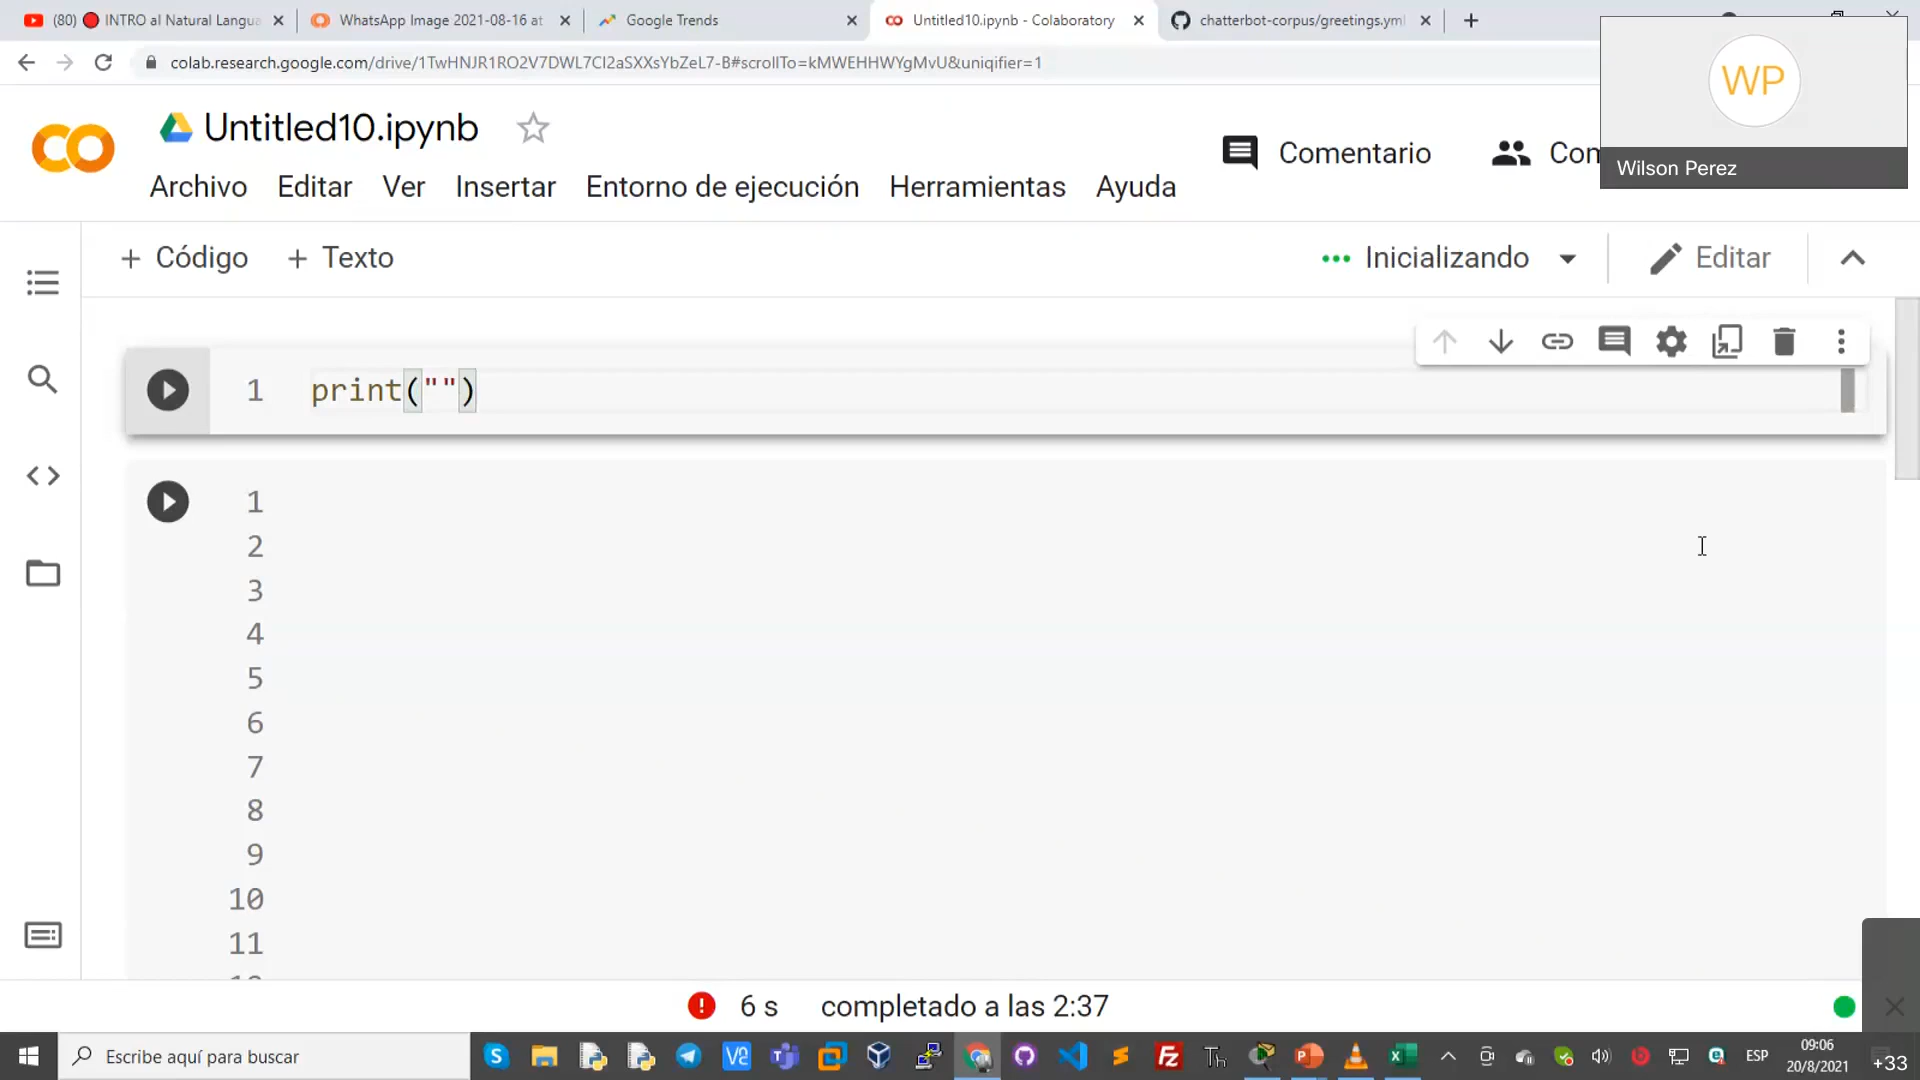 (80) 🔴 INTRO al Natural Langua
WhatsApp Image 2021-08-16 at
Google Trends
Untitled10.ipynb - Colaboratory
chatterbot-corpus/greetings.yml
colab.research.google.com/drive/1TwHNJR1RO2V7DWL7CI2aSXXsYbZeL7-B#scrollTo=kMWEHHWYgMvU&uniqifier=1
WP
Wilson Perez
Untitled10.ipynb
Comentario
Com
Archivo Editar Ver Insertar Entorno de ejecución Herramientas Ayuda
+ Código + Texto
Inicializando
Editar
1 print("")
1
2
3
4
5
6
7
8
9
10
11
6 s completado a las 2:37
Escribe aquí para buscar
ESP
09:06
20/8/2021
+33